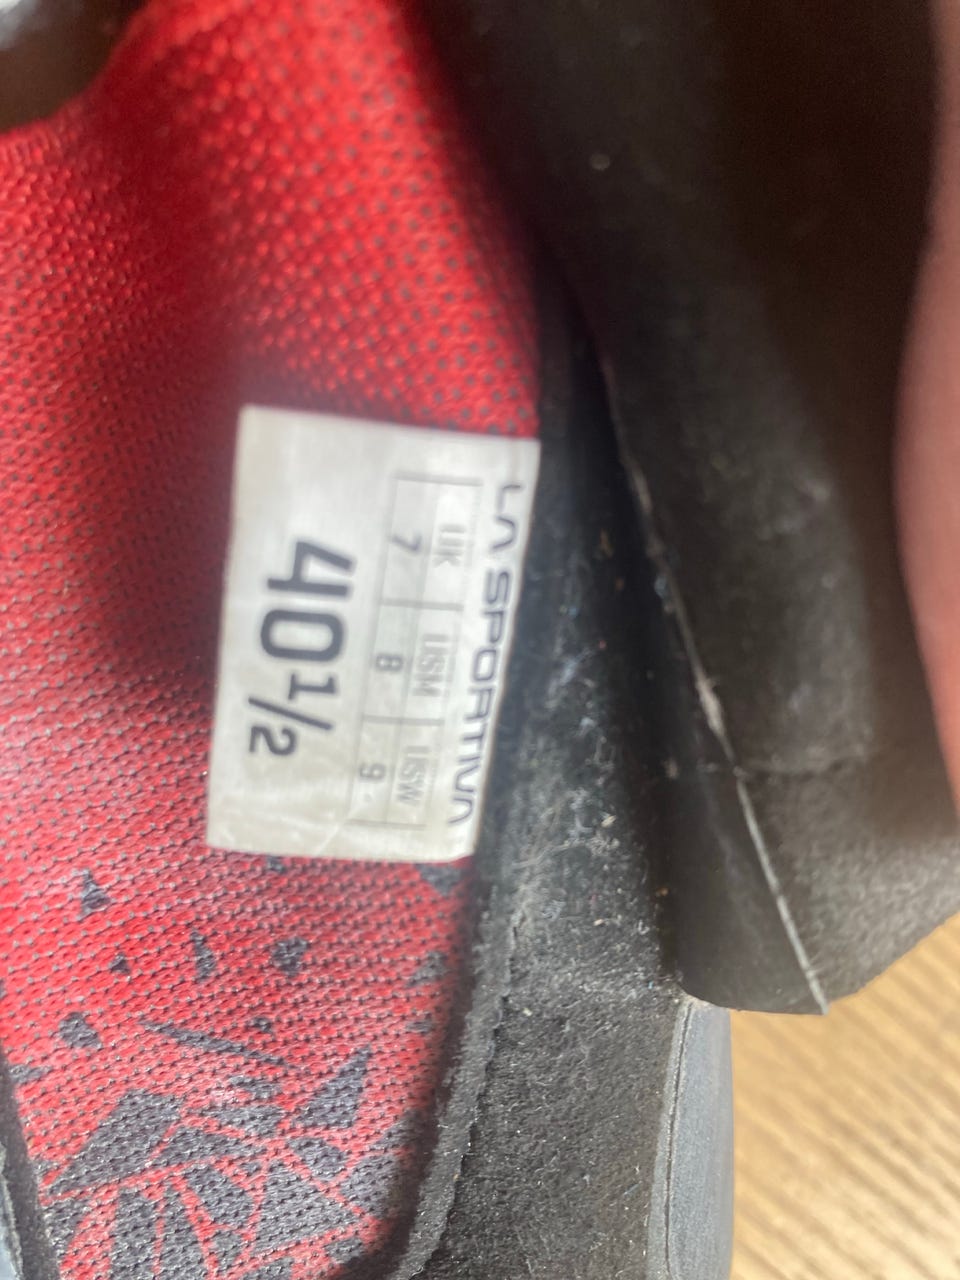 LA SPORTIVA
UK USM USW
7 8 9
40½